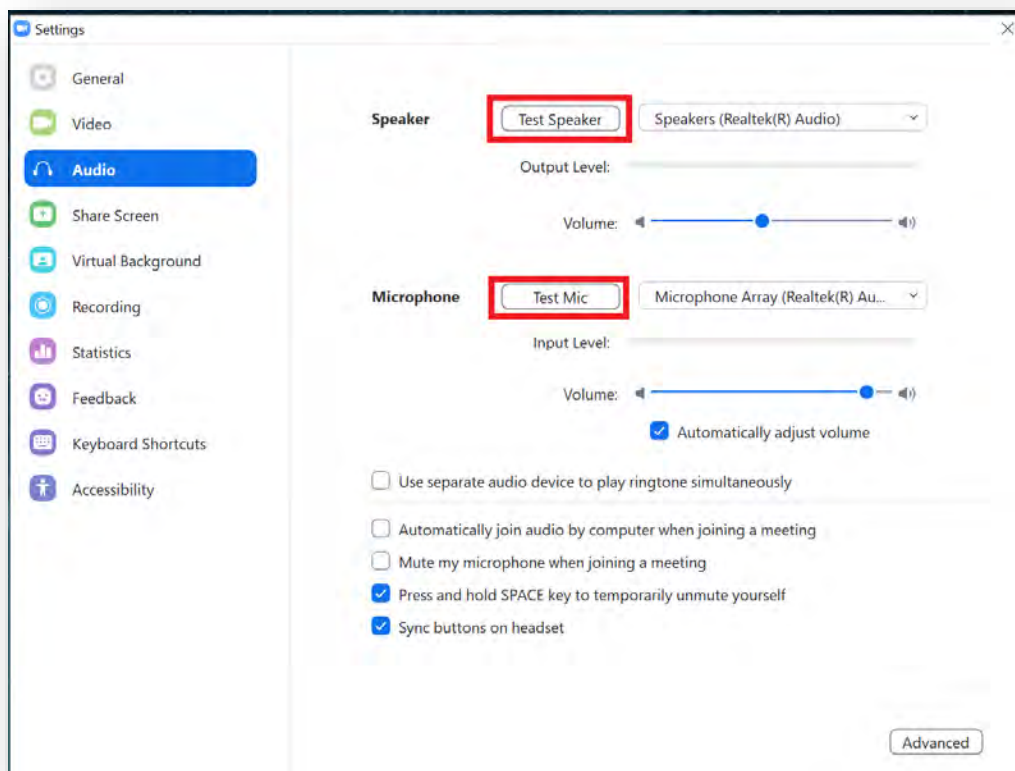 Settings
General
Video
Audio
Share Screen
Virtual Background
Recording
Statistics
Feedback
Keyboard Shortcuts
Accessibility
Speaker Test Speaker Speakers (Realtek(R) Audio)
Output Level:
Volume:
Microphone Test Mic Microphone Array (Realtek(R) Au...
Input Level:
Volume:
Automatically adjust volume
Use separate audio device to play ringtone simultaneously
Automatically join audio by computer when joining a meeting
Mute my microphone when joining a meeting
Press and hold SPACE key to temporarily unmute yourself
Sync buttons on headset
Advanced